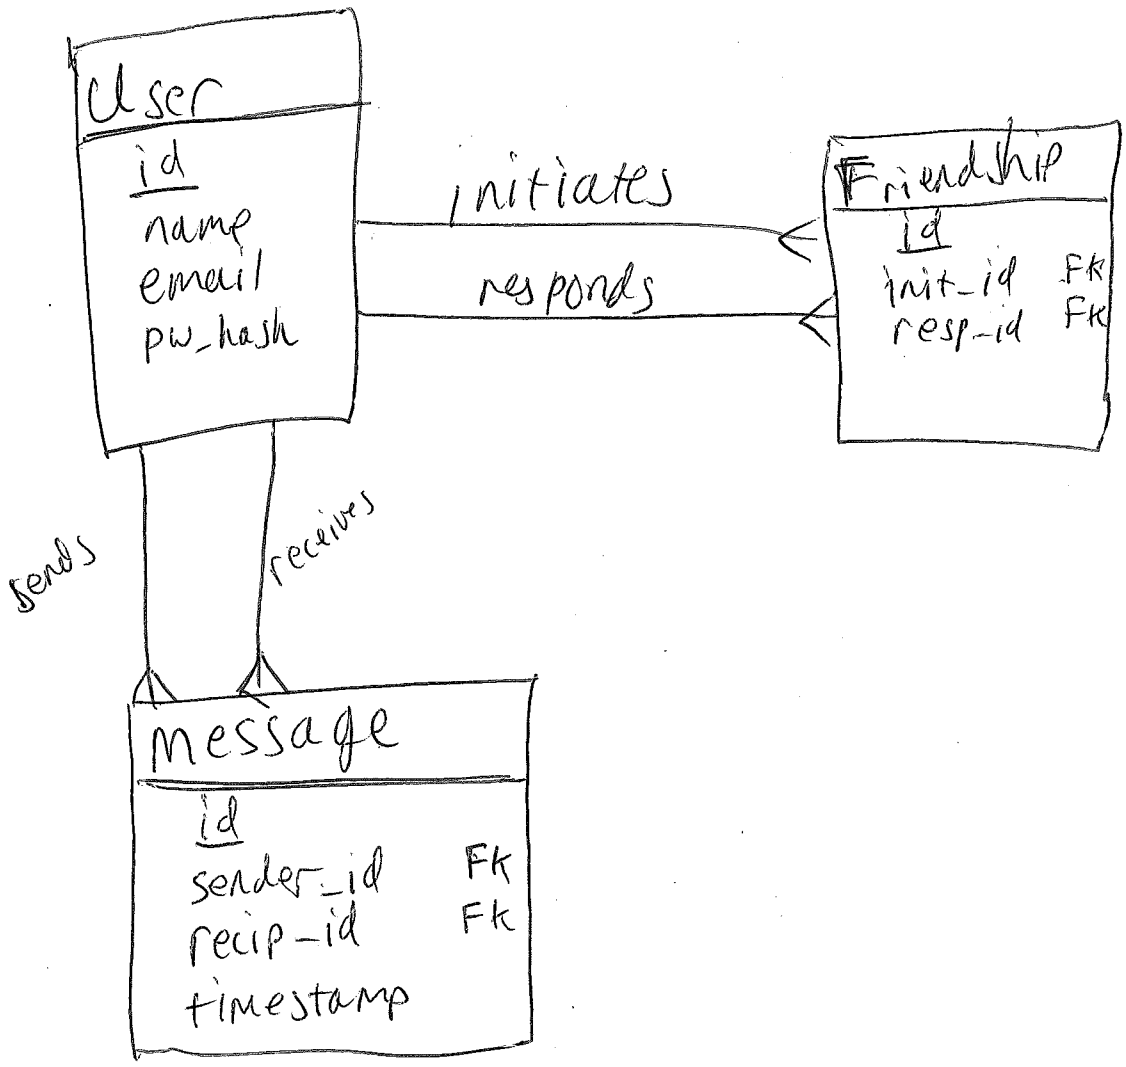 User
id
name
email
pw_hash
initiates
responds
Friendship
id
init_id FK
resp_id FK
sends
receives
Message
id
sender_id FK
recip_id FK
timestamp